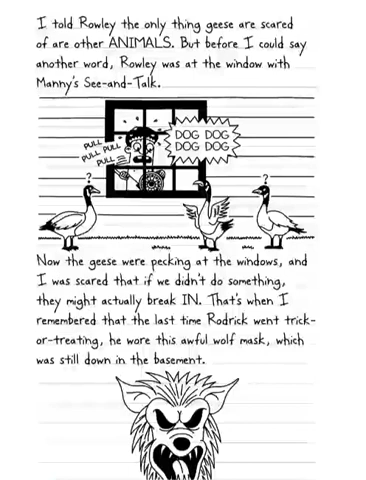 I told Rowley the only thing geese are scared
of are other ANIMALS. But before I could say
another word, Rowley was at the window with
Manny's See-and-Talk.
PULL
PULL PULL
PULL
DOG DOG
DOG DOG
?
?
Now the geese were pecking at the windows, and
I was scared that if we didn't do something,
they might actually break IN. That's when I
remembered that the last time Rodrick went trick-
or-treating, he wore this awful wolf mask, which
was still down in the basement.